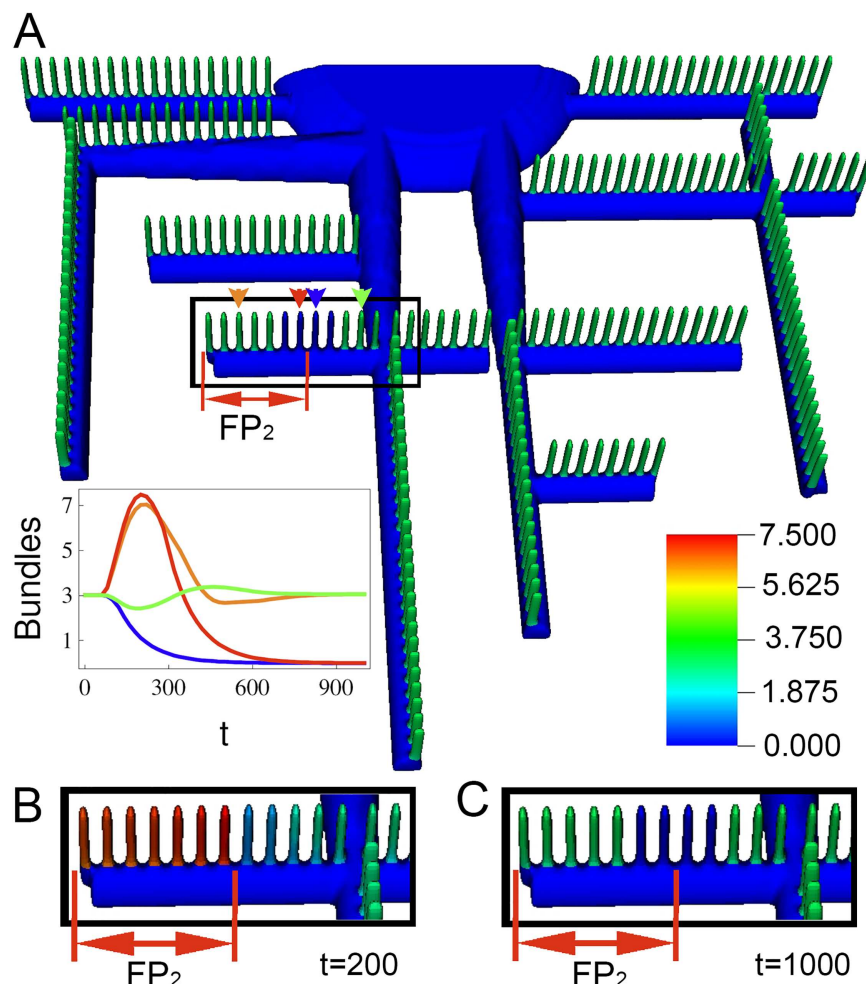 A
FP₂
7
5
3
1
Bundles
0
300
600
900
t
7.500
5.625
3.750
1.875
0.000
B
FP₂
t=200
C
FP₂
t=1000